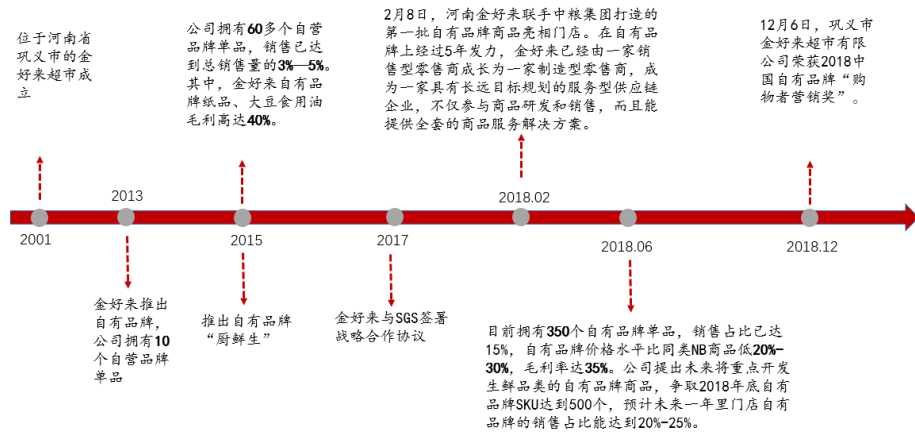 位于河南省
巩义市的金
好来超市成
立
公司拥有60多个自营
品牌单品，销售已达
到总销售量的3%—5%。
其中，金好来自有品
牌纸品、大豆食用油
毛利高达40%。
2月8日，河南金好来联手中粮集团打造的
第一批自有品牌商品亮相门店。在自有
品牌上经过5年发力，金好来已经由一家销
售型零售商成长为一家制造型零售商，成
为一家具有长远目标规划的服务型供应链
企业，不仅参与商品研发和销售，而且能
提供全套的商品服务解决方案。
12月6日，巩义市
金好来超市有限
公司荣获2018中
国自有品牌“购
物者营销奖”。
2013
2018.02
2001
2015
2017
2018.06
2018.12
金好来推出
自有品牌，
公司拥有10
个自营品牌
单品
推出自有品牌
“厨鲜生”
金好来与SGS签署
战略合作协议
目前拥有350个自有品牌单品，销售占比已达
15%，自有品牌价格水平比同类NB商品低20%-
30%，毛利率达35%。公司提出未来将重点开发
生鲜品类的自有品牌商品，争取2018年底自有
品牌SKU达到500个，预计未来一年里门店自有
品牌的销售占比能达到20%-25%。